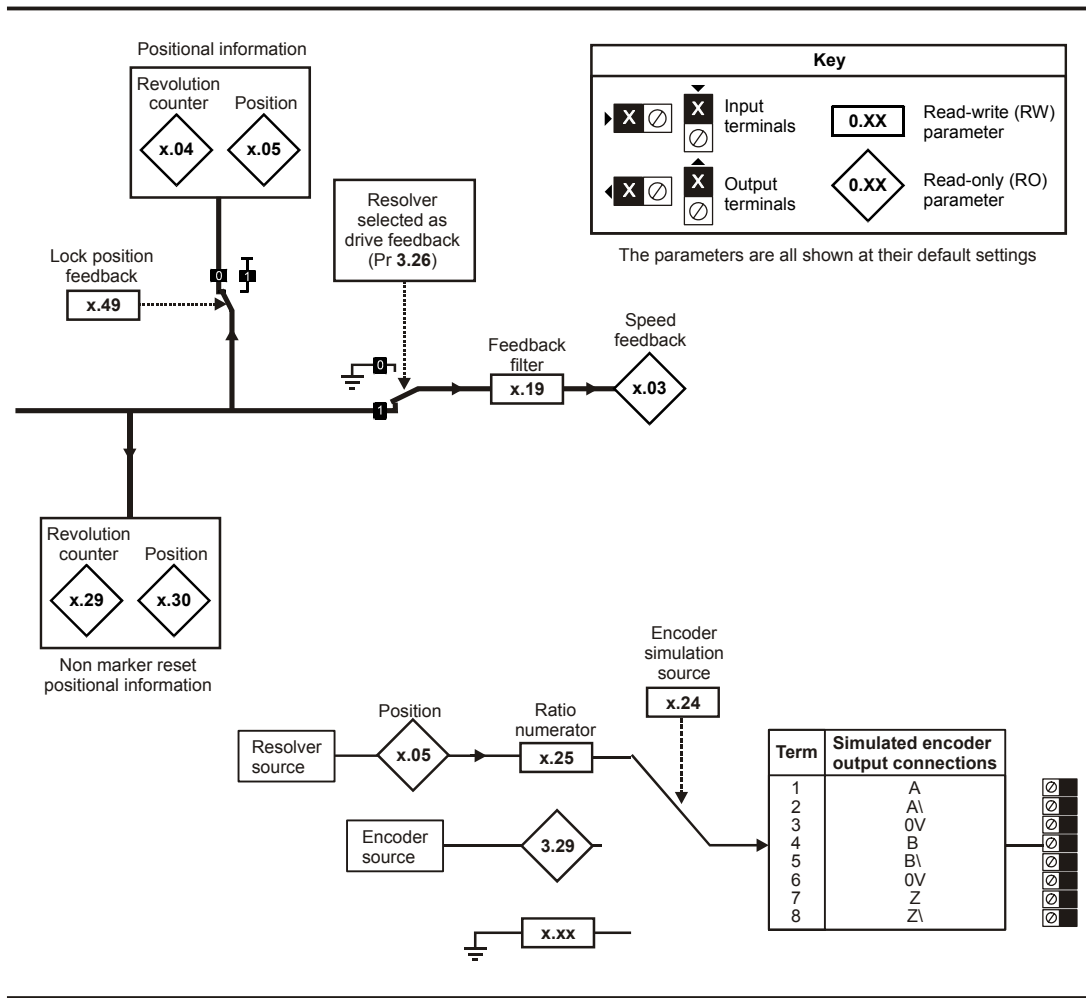 Positional information
Revolution
counter
Position
x.04
x.05
Lock position
feedback
x.49
0
1
Resolver
selected as
drive feedback
(Pr 3.26)
0
1
Feedback
filter
x.19
Speed
feedback
x.03
Key
X
X
Input
terminals
0.XX
Read-write (RW)
parameter
X
X
Output
terminals
0.XX
Read-only (RO)
parameter
The parameters are all shown at their default settings
Revolution
counter
Position
x.29
x.30
Non marker reset
positional information
Encoder
simulation
source
x.24
Resolver
source
Position
x.05
Ratio
numerator
x.25
Encoder
source
3.29
x.xx
Term Simulated encoder
output connections
1 A
2 A\
3 0V
4 B
5 B\
6 0V
7 Z
8 Z\